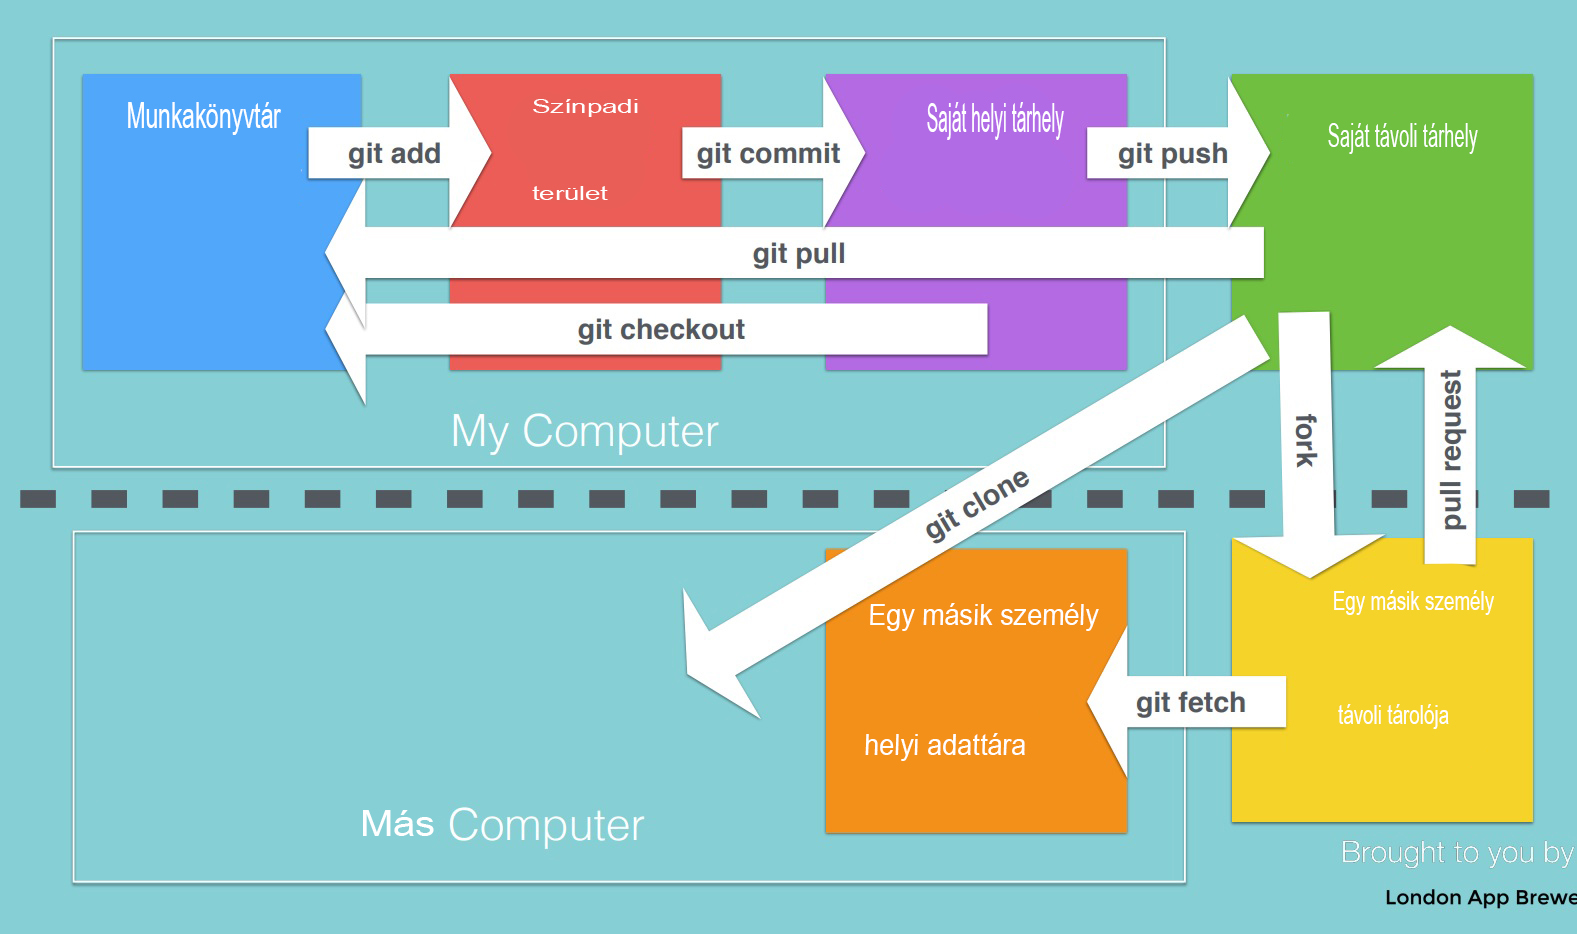 Munkakönyvtár
Színpadi
terület
Saját helyi tárhely
Saját távoli tárhely
git add
git commit
git push
git pull
git checkout
My Computer
fork
pull request
git clone
Egy másik személy
helyi adattára
git fetch
Egy másik személy
távoli tárolója
Más Computer
Brought to you by
London App Brewe